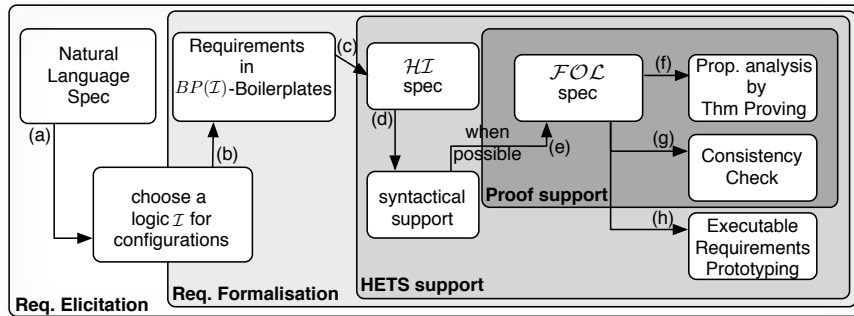 Natural
Language
Spec
(a)
choose a
logic I for
configurations
(b)
Requirements
in
BP(I)-Boilerplates
(c)
HI
spec
(d)
syntactical
support
when
possible
(e)
FOL
spec
(f)
Prop. analysis
by
Thm Proving
(g)
Consistency
Check
Proof support
(h)
Executable
Requirements
Prototyping
HETS support
Req. Formalisation
Req. Elicitation